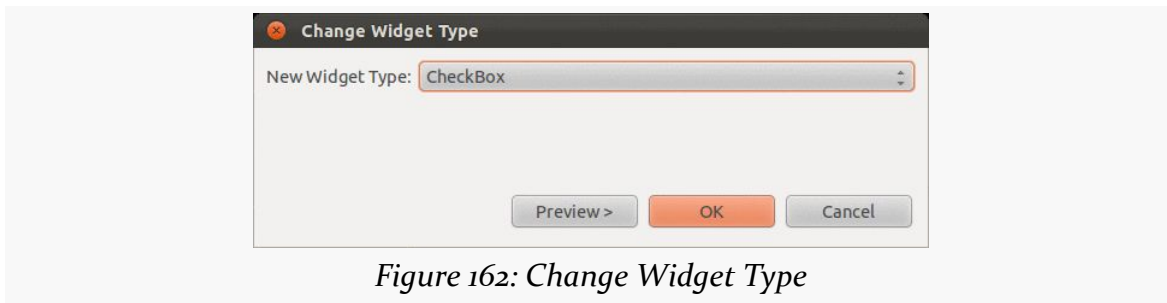 Change Widget Type
New Widget Type: CheckBox
Preview > OK Cancel
Figure 162: Change Widget Type